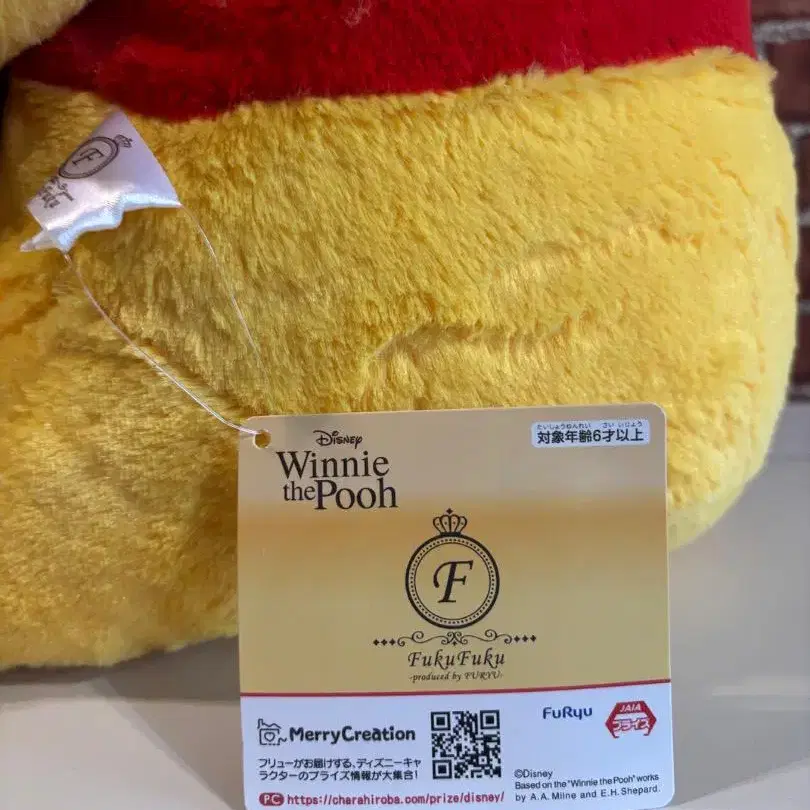 F
Disney
Winnie
the Pooh
たいしょうねんれい さい いじょう
対象年齢6才以上
F
FukuFuku
-produced by FURYU-
MerryCreation
フリューがお届けする、ディズニーキャ
ラクターのプライズ情報が大集合!
PC https://charahiroba.com/prize/disney/
FuRyu
JAIA
プライズ
©Disney
Based on the "Winnie the Pooh" works
by A.A. Milne and E.H. Shepard.